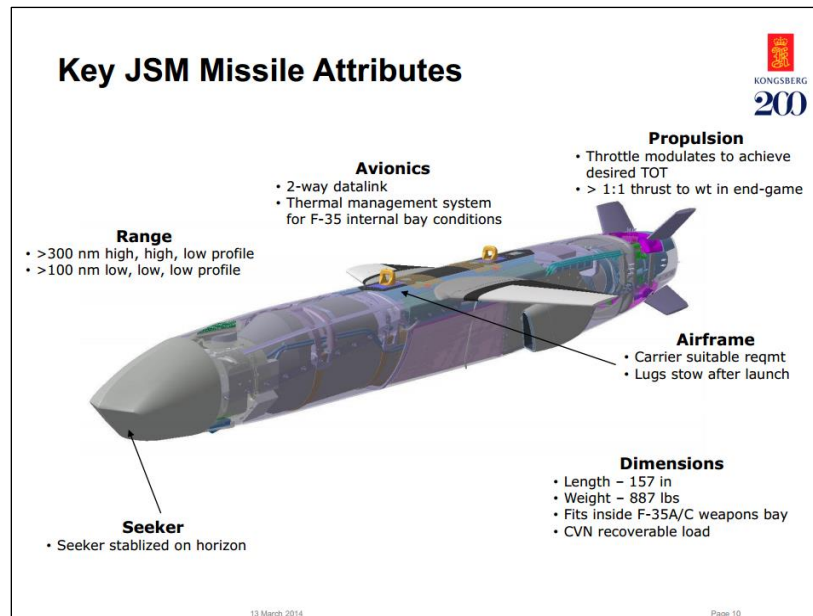 Key JSM Missile Attributes
KONGSBERG
200
Propulsion
• Throttle modulates to achieve
desired TOT
• > 1:1 thrust to wt in end-game
Avionics
• 2-way datalink
• Thermal management system
for F-35 internal bay conditions
Range
• >300 nm high, high, low profile
• >100 nm low, low, low profile
Airframe
• Carrier suitable reqmt
• Lugs stow after launch
Dimensions
• Length – 157 in
• Weight – 887 lbs
• Fits inside F-35A/C weapons bay
• CVN recoverable load
Seeker
• Seeker stablized on horizon
13 March 2014
Page 10